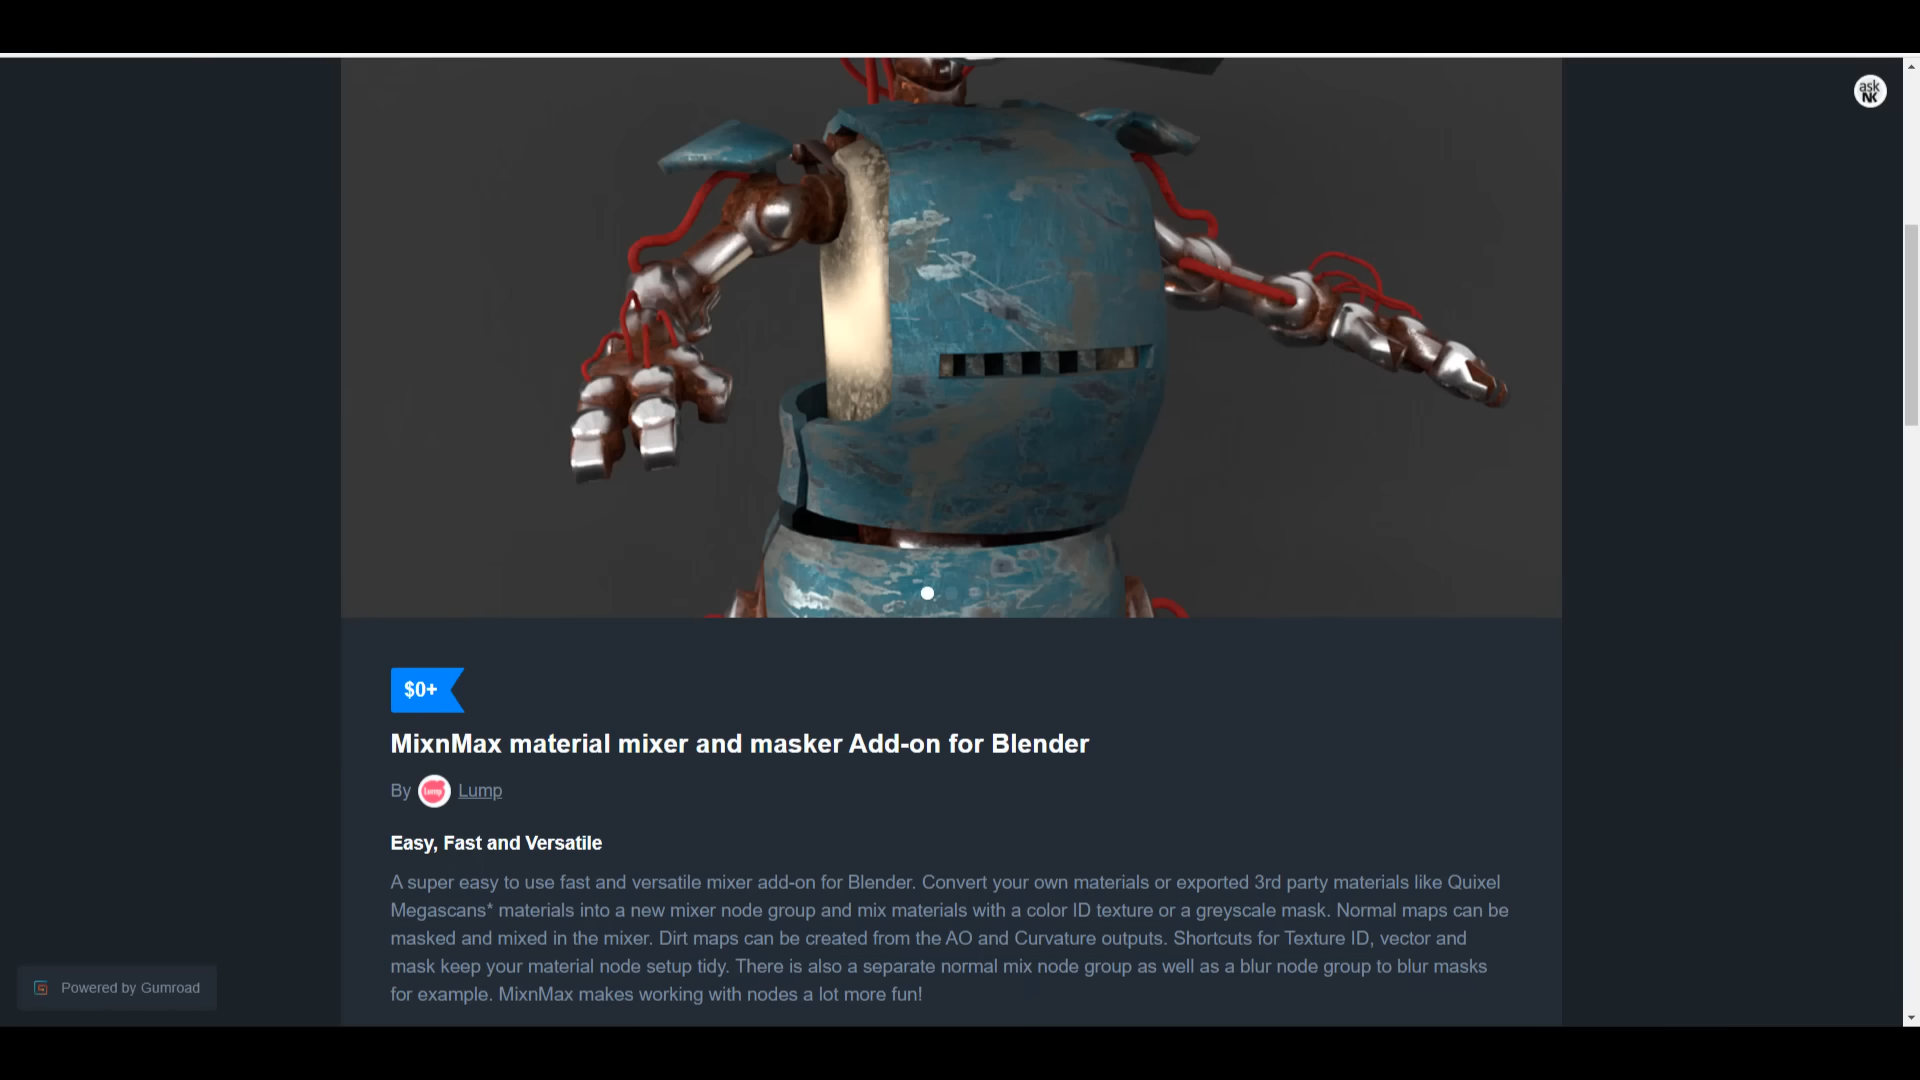 ask
NK
$0+
MixnMax material mixer and masker Add-on for Blender
By Lump Lump
Easy, Fast and Versatile
A super easy to use fast and versatile mixer add-on for Blender. Convert your own materials or exported 3rd party materials like Quixel
Megascans* materials into a new mixer node group and mix materials with a color ID texture or a greyscale mask. Normal maps can be
masked and mixed in the mixer. Dirt maps can be created from the AO and Curvature outputs. Shortcuts for Texture ID, vector and
mask keep your material node setup tidy. There is also a separate normal mix node group as well as a blur node group to blur masks
for example. MixnMax makes working with nodes a lot more fun!
Powered by Gumroad